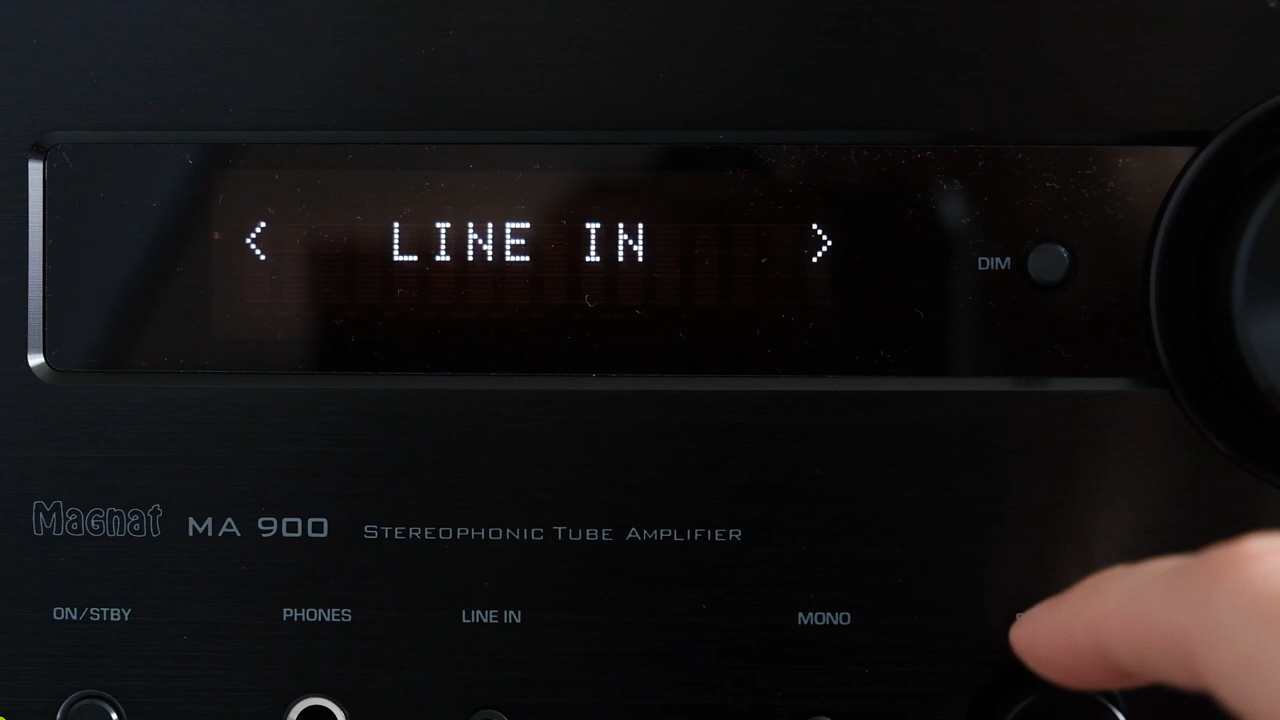 < LINE IN >
DIM
Magnat MA 900 STEREOPHONIC TUBE AMPLIFIER
ON/STBY PHONES LINE IN MONO